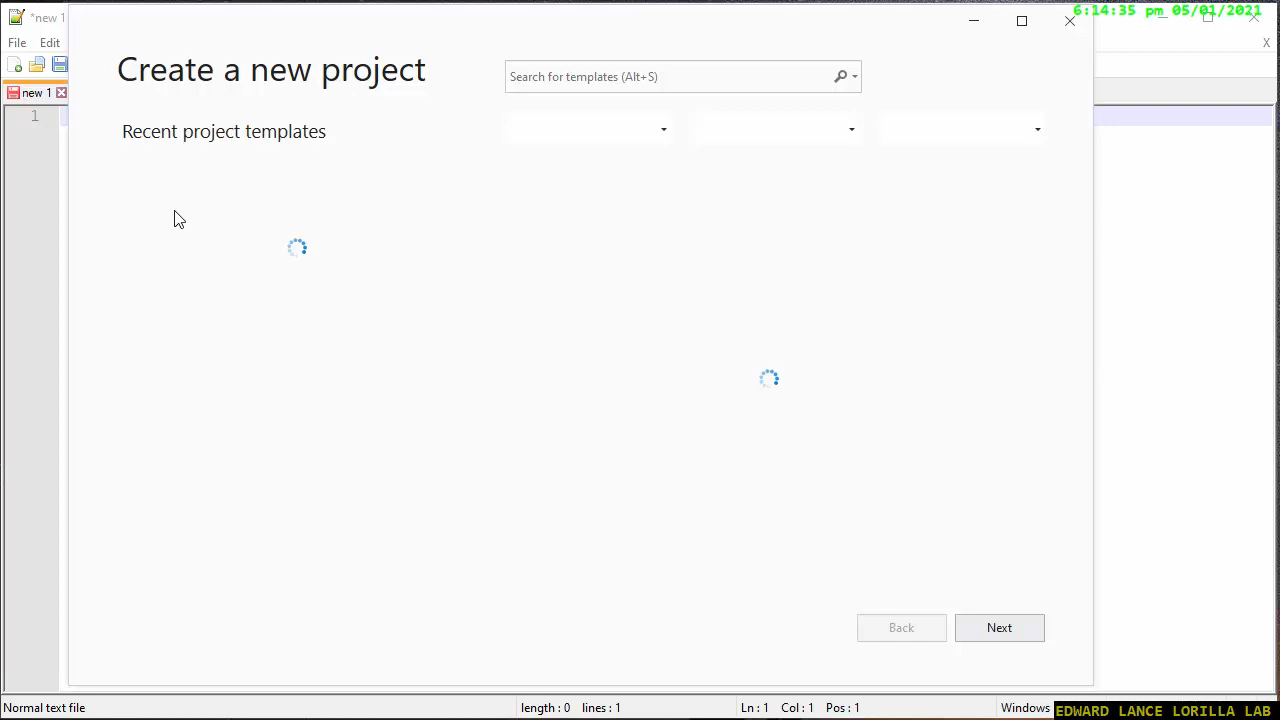 *new 1
6:14:35 pm 05/01/2021
File Edit
X
new 1
1
Create a new project
Search for templates (Alt+S)
Recent project templates
Back
Next
Normal text file
length : 0 lines : 1
Ln : 1 Col : 1 Pos : 1
Windows
EDWARD LANCE LORILLA LAB